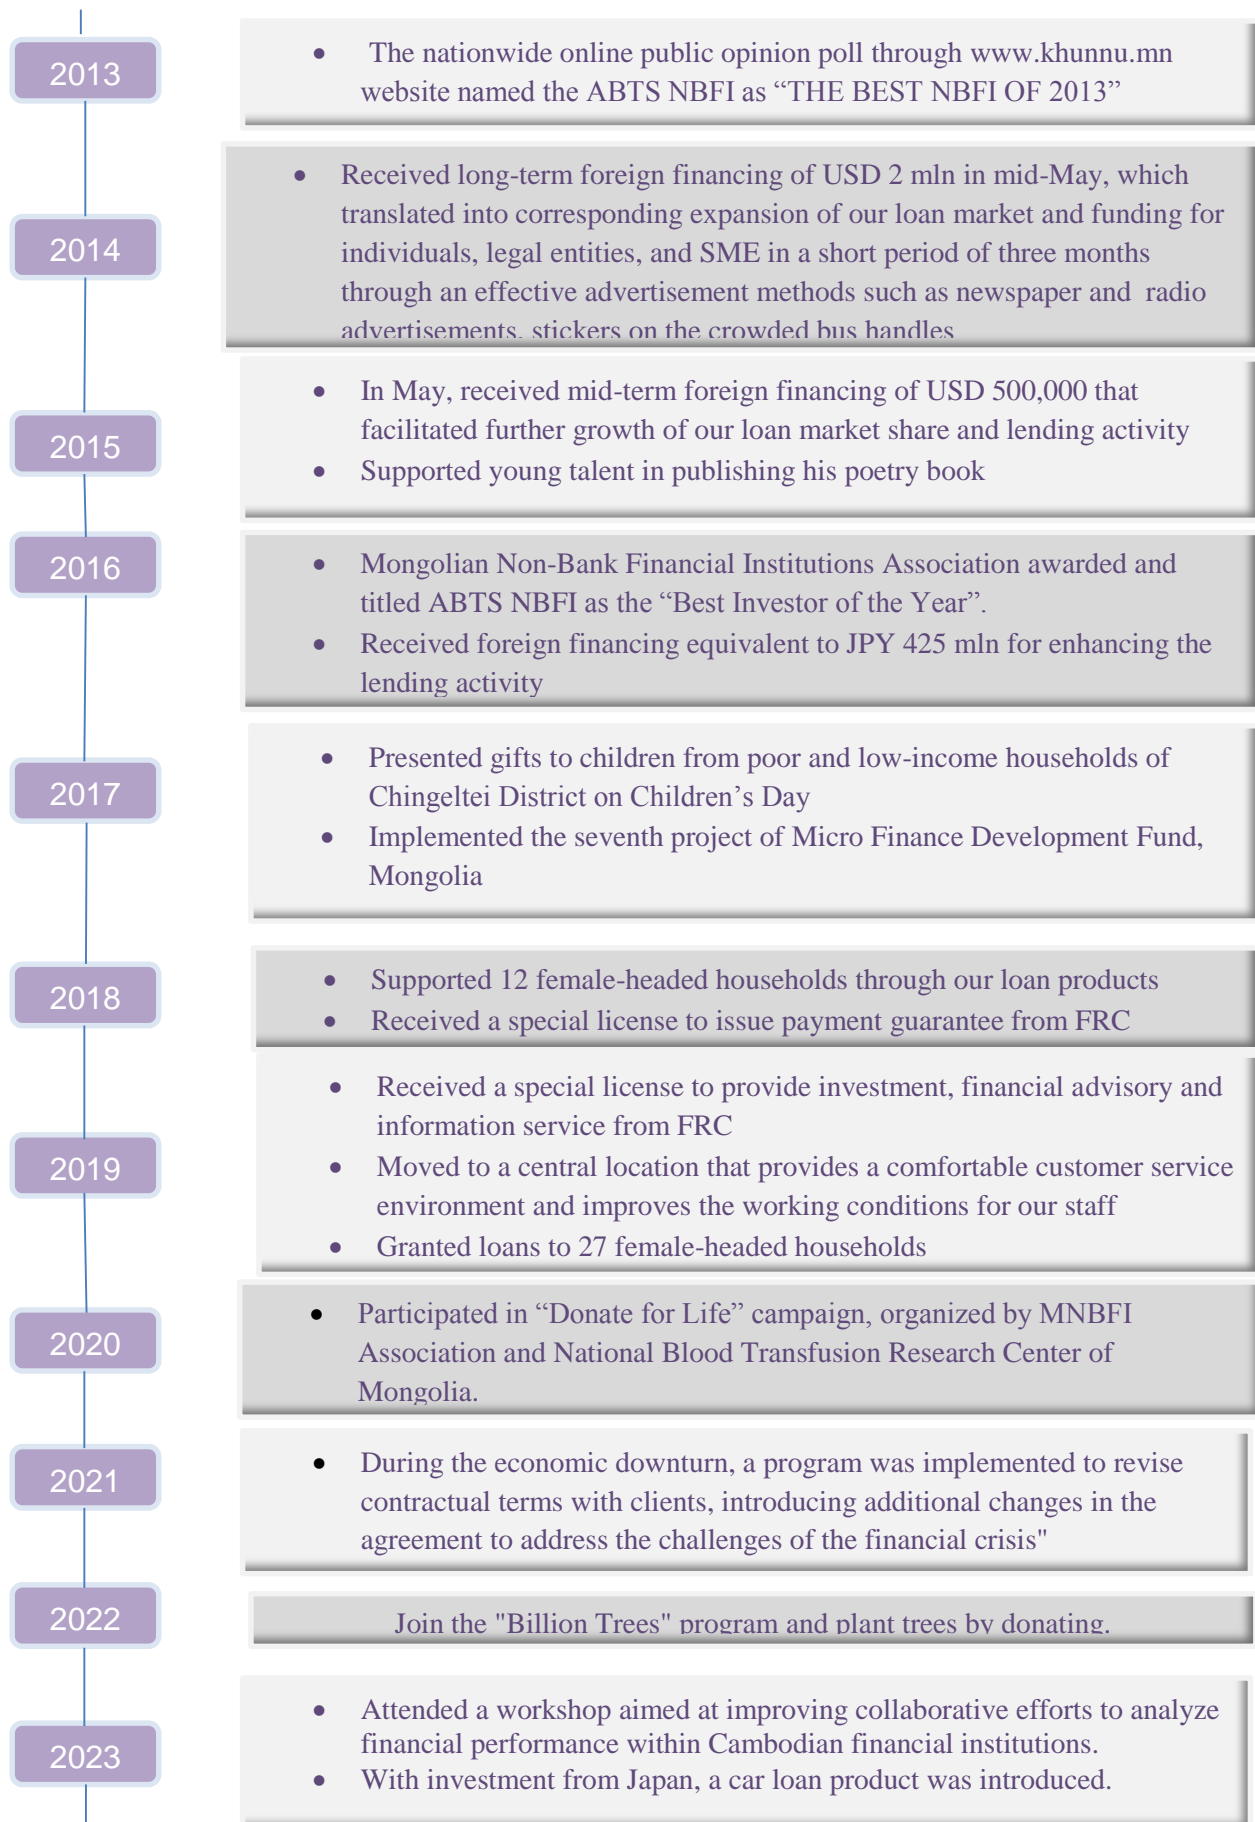 2013
• The nationwide online public opinion poll through www.khunnu.mn
website named the ABTS NBFI as “THE BEST NBFI OF 2013”
2014
• Received long-term foreign financing of USD 2 mln in mid-May, which
translated into corresponding expansion of our loan market and funding for
individuals, legal entities, and SME in a short period of three months
through an effective advertisement methods such as newspaper and radio
advertisements, stickers on the crowded bus handles
2015
• In May, received mid-term foreign financing of USD 500,000 that
facilitated further growth of our loan market share and lending activity
• Supported young talent in publishing his poetry book
2016
• Mongolian Non-Bank Financial Institutions Association awarded and
titled ABTS NBFI as the “Best Investor of the Year”.
• Received foreign financing equivalent to JPY 425 mln for enhancing the
lending activity
2017
• Presented gifts to children from poor and low-income households of
Chingeltei District on Children’s Day
• Implemented the seventh project of Micro Finance Development Fund,
Mongolia
2018
• Supported 12 female-headed households through our loan products
• Received a special license to issue payment guarantee from FRC
2019
• Received a special license to provide investment, financial advisory and
information service from FRC
• Moved to a central location that provides a comfortable customer service
environment and improves the working conditions for our staff
• Granted loans to 27 female-headed households
2020
• Participated in “Donate for Life” campaign, organized by MNBFI
Association and National Blood Transfusion Research Center of
Mongolia.
2021
• During the economic downturn, a program was implemented to revise
contractual terms with clients, introducing additional changes in the
agreement to address the challenges of the financial crisis"
2022
Join the "Billion Trees" program and plant trees by donating.
2023
• Attended a workshop aimed at improving collaborative efforts to analyze
financial performance within Cambodian financial institutions.
• With investment from Japan, a car loan product was introduced.